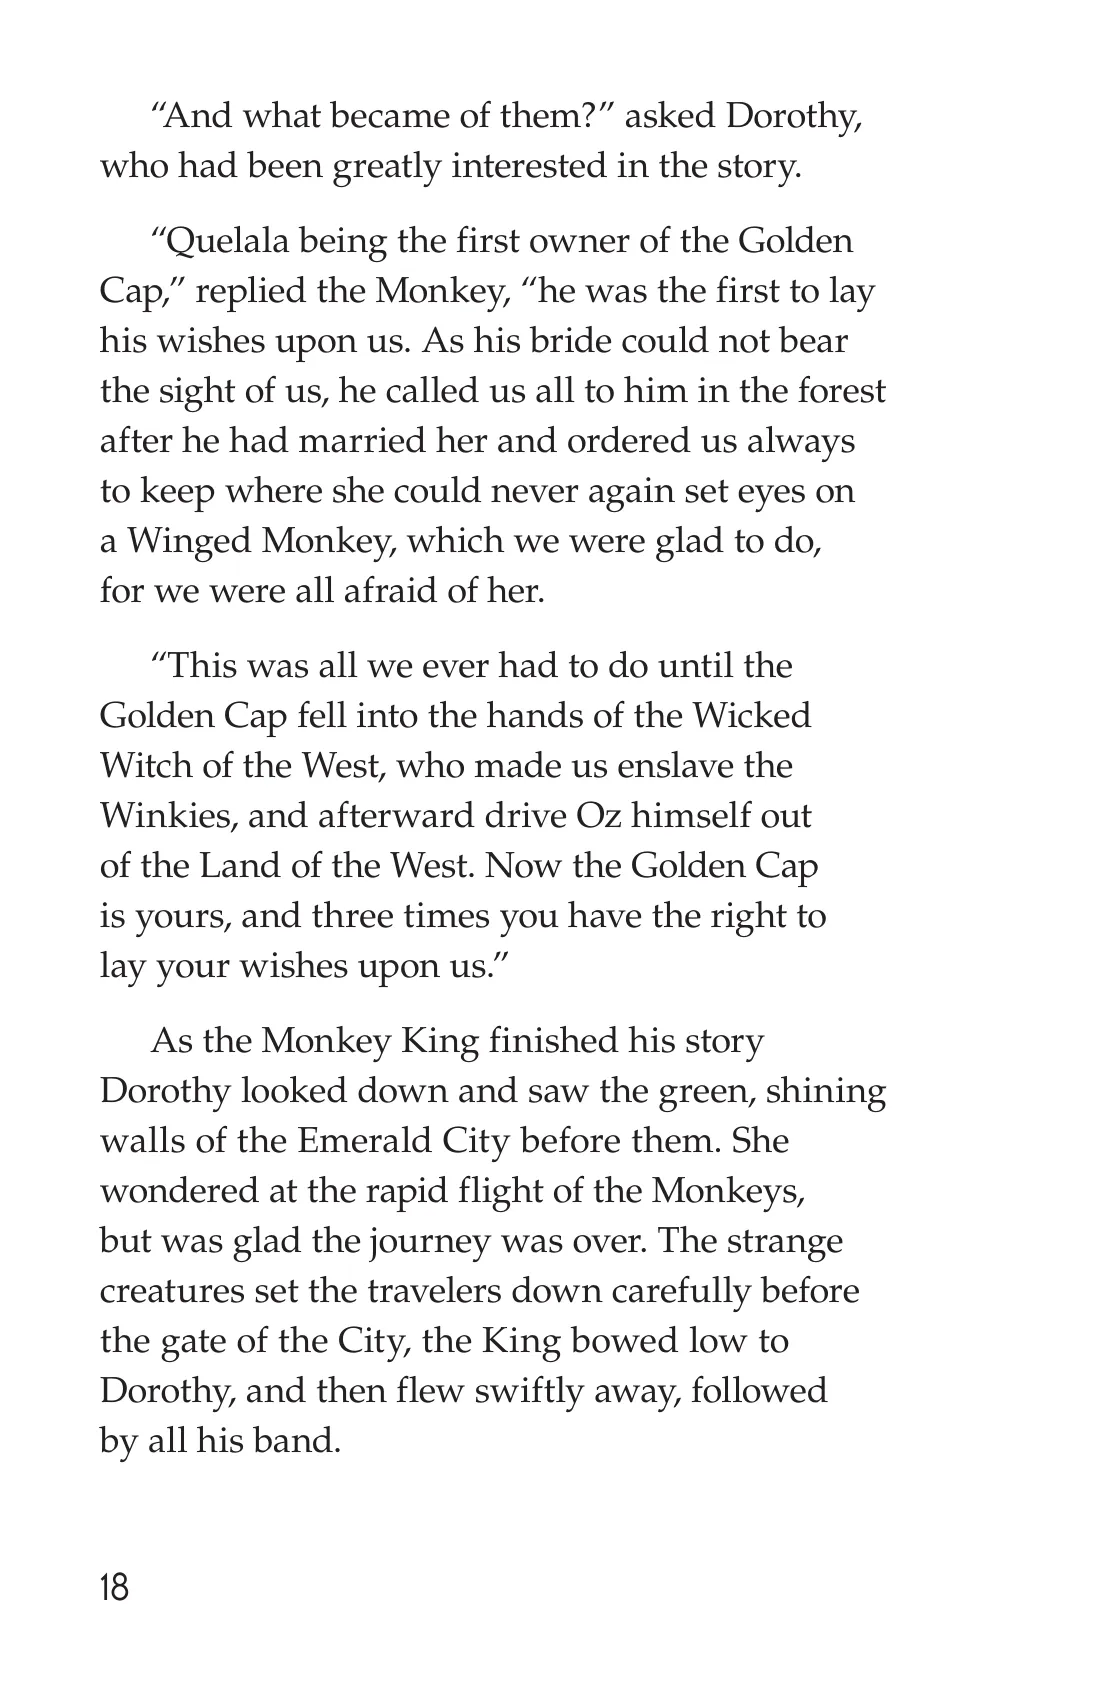 “And what became of them?” asked Dorothy,
who had been greatly interested in the story.
“Quelala being the first owner of the Golden
Cap,” replied the Monkey, “he was the first to lay
his wishes upon us. As his bride could not bear
the sight of us, he called us all to him in the forest
after he had married her and ordered us always
to keep where she could never again set eyes on
a Winged Monkey, which we were glad to do,
for we were all afraid of her.
“This was all we ever had to do until the
Golden Cap fell into the hands of the Wicked
Witch of the West, who made us enslave the
Winkies, and afterward drive Oz himself out
of the Land of the West. Now the Golden Cap
is yours, and three times you have the right to
lay your wishes upon us.”
As the Monkey King finished his story
Dorothy looked down and saw the green, shining
walls of the Emerald City before them. She
wondered at the rapid flight of the Monkeys,
but was glad the journey was over. The strange
creatures set the travelers down carefully before
the gate of the City, the King bowed low to
Dorothy, and then flew swiftly away, followed
by all his band.
18